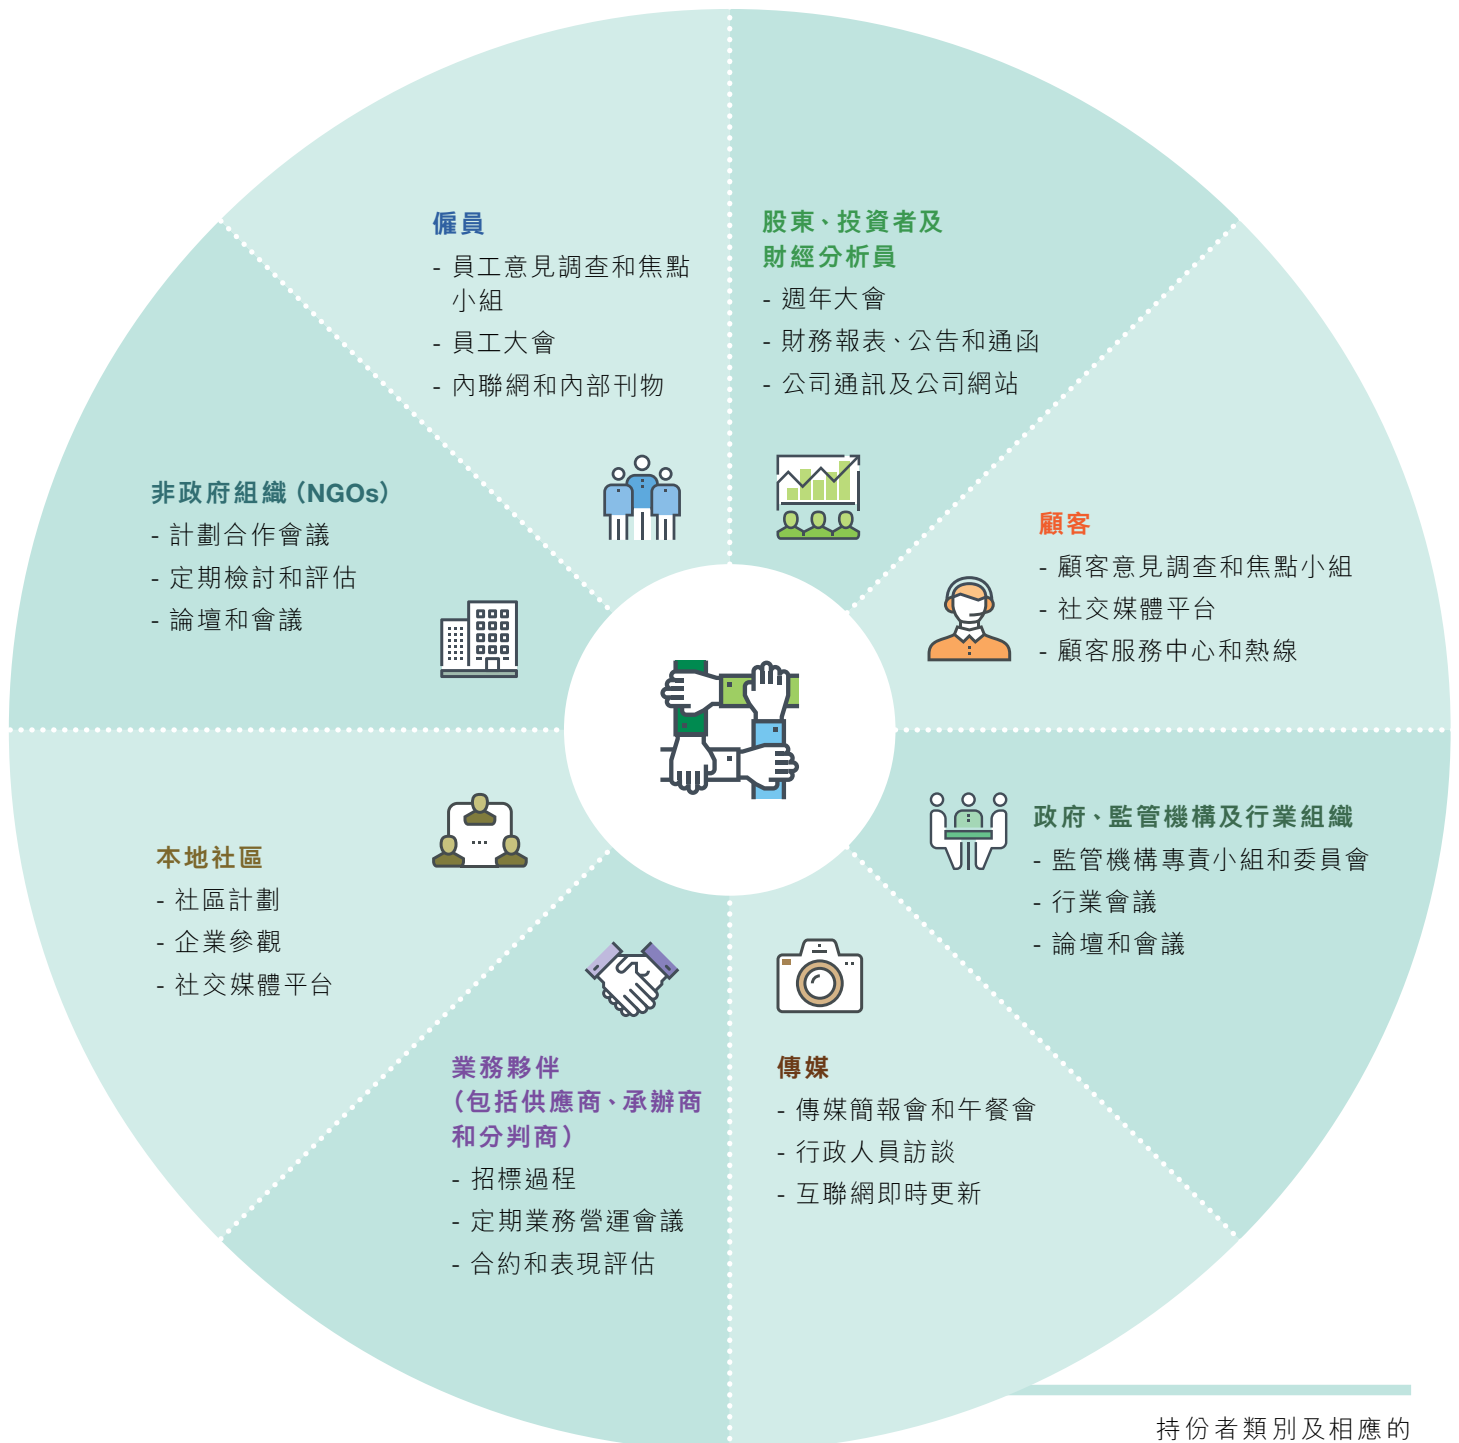 僱員
- 員工意見調查和焦點
小組
- 員工大會
- 內聯網和內部刊物
股東、投資者及
財經分析員
- 週年大會
- 財務報表、公告和通函
- 公司通訊及公司網站
顧客
- 顧客意見調查和焦點小組
- 社交媒體平台
- 顧客服務中心和熱線
政府、監管機構及行業組織
- 監管機構專責小組和委員會
- 行業會議
- 論壇和會議
傳媒
- 傳媒簡報會和午餐會
- 行政人員訪談
- 互聯網即時更新
業務夥伴
（包括供應商、承辦商
和分判商）
- 招標過程
- 定期業務營運會議
- 合約和表現評估
本地社區
- 社區計劃
- 企業參觀
- 社交媒體平台
非政府組織（NGOs）
- 計劃合作會議
- 定期檢討和評估
- 論壇和會議
持份者類別及相應的